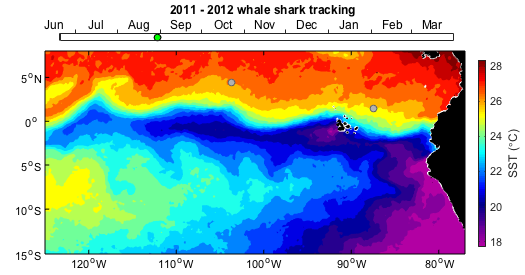 2011 - 2012 whale shark tracking
Jun Jul Aug Sep Oct Nov Dec Jan Feb Mar
5°N
0°
5°S
10°S
15°S
120°W 110°W 100°W 90°W 80°W
28
26
24
22
20
18
SST (°C)